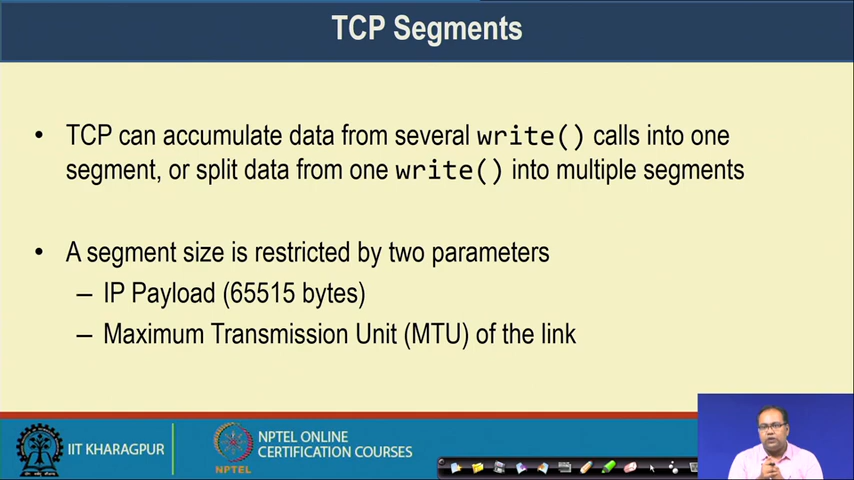 TCP Segments
• TCP can accumulate data from several write() calls into one
segment, or split data from one write() into multiple segments
• A segment size is restricted by two parameters
– IP Payload (65515 bytes)
– Maximum Transmission Unit (MTU) of the link
IIT KHARAGPUR
NPTEL
NPTEL ONLINE
CERTIFICATION COURSES